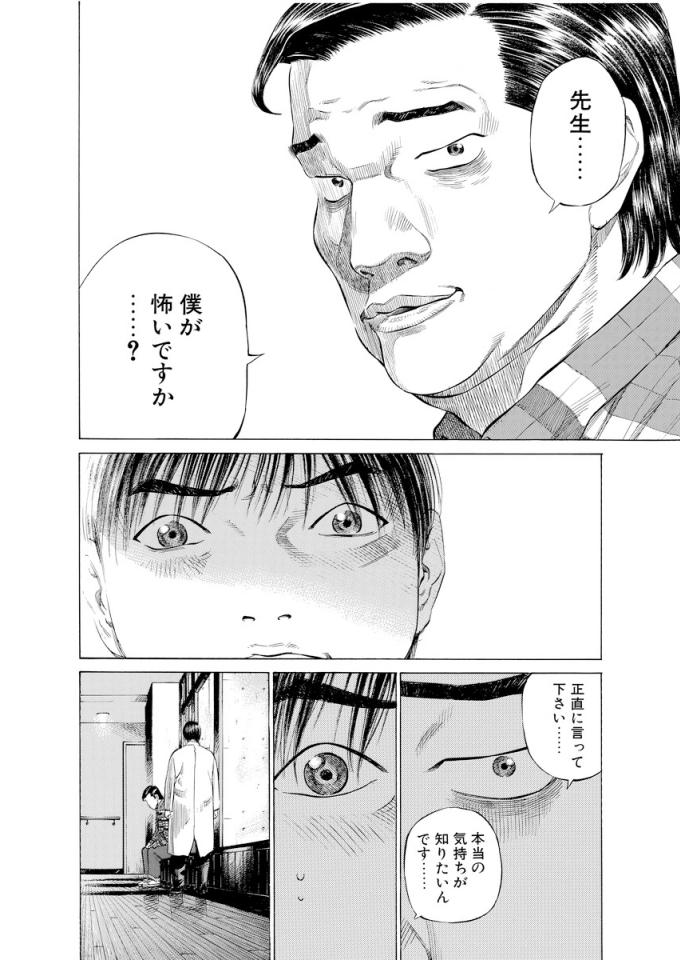 先生……
僕が
怖いですか
……？
正直に言って
下さい……
本当の
気持ちが
知りたいん
です……